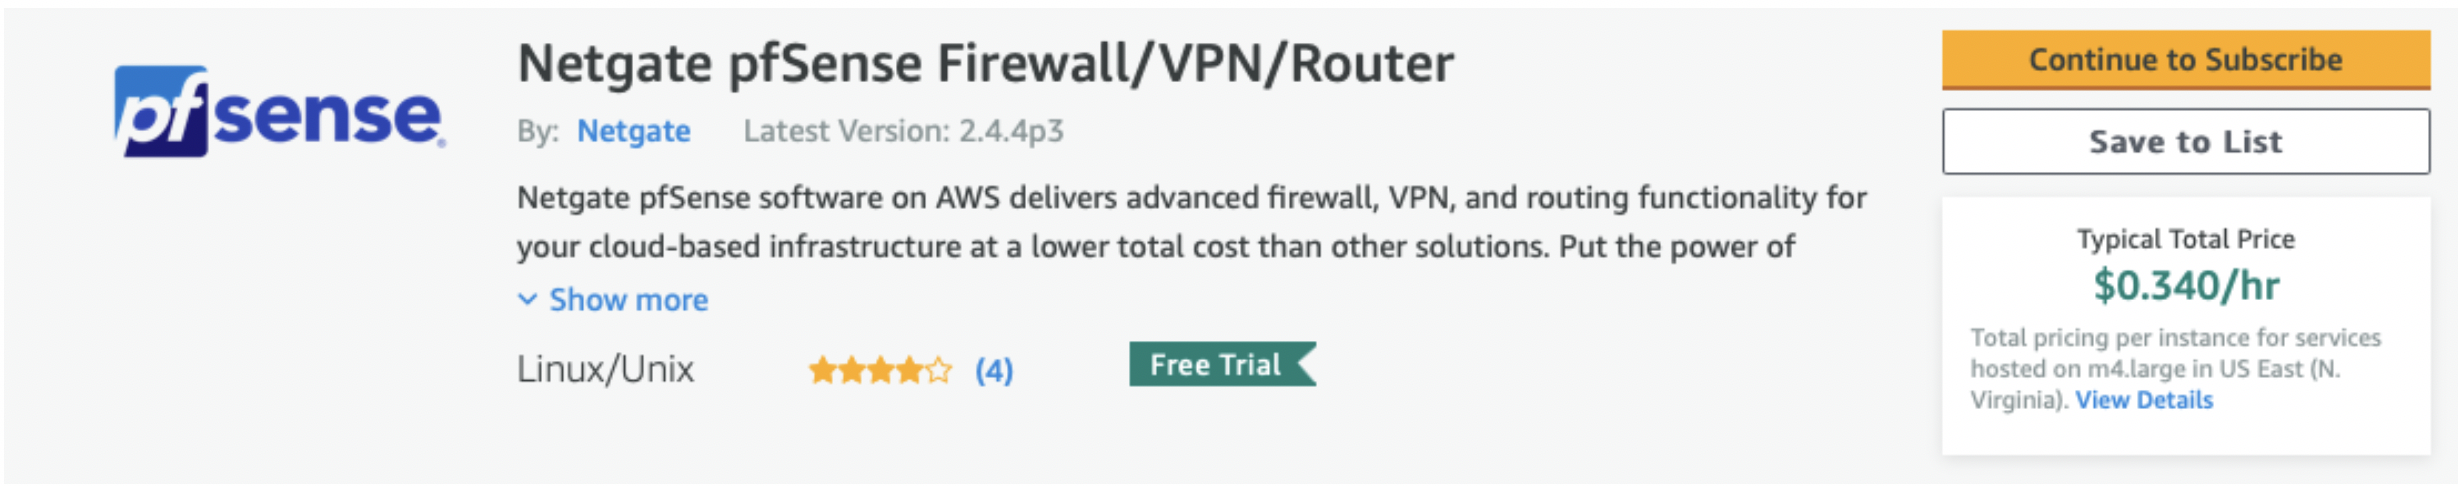 pfsense®
Netgate pfSense Firewall/VPN/Router
By: Netgate Latest Version: 2.4.4p3
Netgate pfSense software on AWS delivers advanced firewall, VPN, and routing functionality for
your cloud-based infrastructure at a lower total cost than other solutions. Put the power of
Show more
Linux/Unix (4) Free Trial
Continue to Subscribe
Save to List
Typical Total Price
$0.340/hr
Total pricing per instance for services
hosted on m4.large in US East (N.
Virginia). View Details